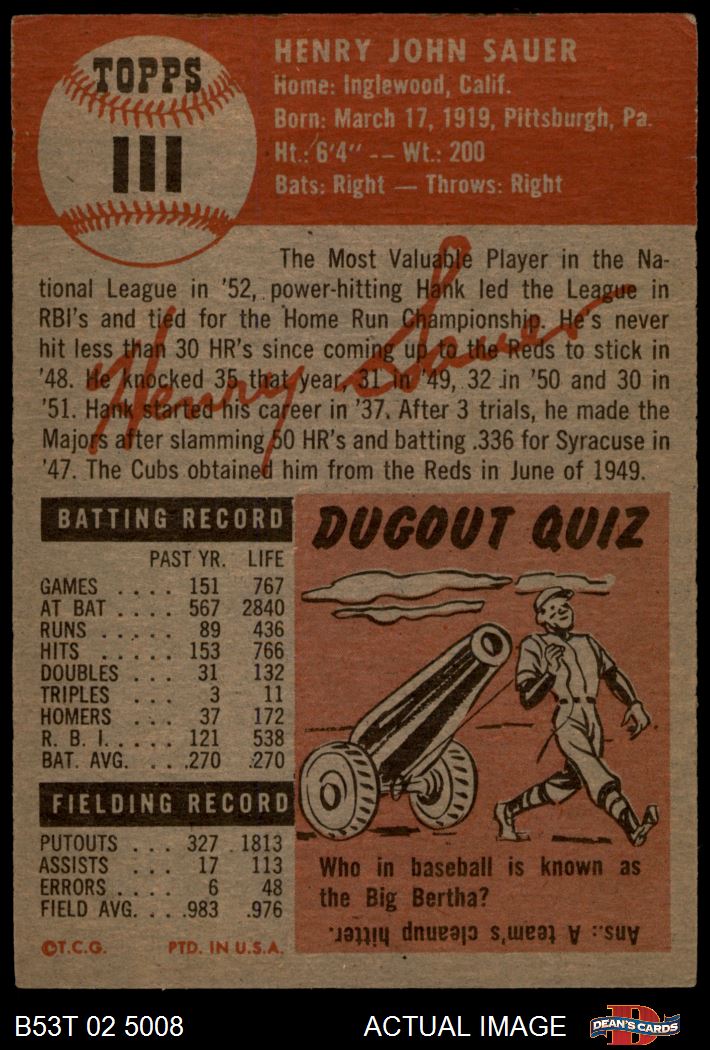 TOPPS
111
HENRY JOHN SAUER
Home: Inglewood, Calif.
Born: March 17, 1919, Pittsburgh, Pa.
Ht.: 6'4" -- Wt.: 200
Bats: Right — Throws: Right
The Most Valuable Player in the Na-
tional League in '52, power-hitting Hank led the League in
RBI's and tied for the Home Run Championship. He's never
hit less than 30 HR's since coming up to the Reds to stick in
'48. He knocked 35 that year, 31 in '49, 32 in '50 and 30 in
'51. Hank started his career in '37. After 3 trials, he made the
Majors after slamming 50 HR's and batting .336 for Syracuse in
'47. The Cubs obtained him from the Reds in June of 1949.
Henry Sauer
BATTING RECORD
PAST YR. LIFE
GAMES .... 151 767
AT BAT .... 567 2840
RUNS ..... 89 436
HITS ..... 153 766
DOUBLES ... 31 132
TRIPLES ... 3 11
HOMERS ... 37 172
R. B. I. .... 121 538
BAT. AVG. ... .270 .270
FIELDING RECORD
PUTOUTS ... 327 1813
ASSISTS ... 17 113
ERRORS .... 6 48
FIELD AVG. ... .983 .976
©T.C.G. PTD. IN U.S.A.
DUGOUT QUIZ
Who in baseball is known as
the Big Bertha?
Ans.: A team's cleanup hitter.
B53T 02 5008 ACTUAL IMAGE DEAN'S CARDS